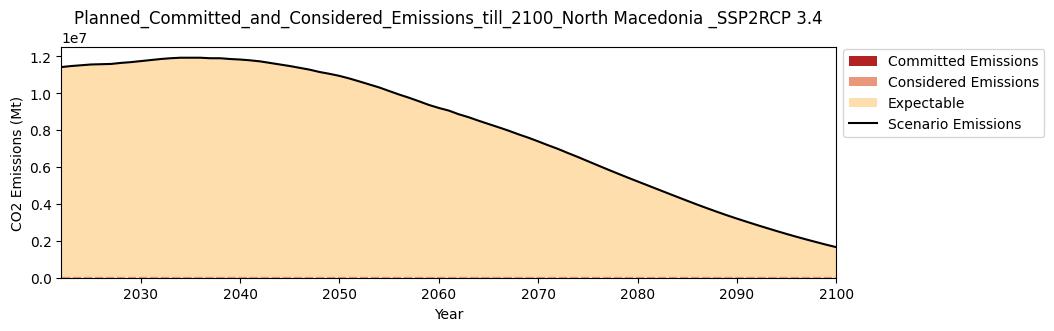 Planned_Committed_and_Considered_Emissions_till_2100_North Macedonia _SSP2RCP 3.4
1e7
1.2
1.0
0.8
0.6
0.4
0.2
0.0
CO2 Emissions (Mt)
2030 2040 2050 2060 2070 2080 2090 2100
Year
Committed Emissions
Considered Emissions
Expectable
Scenario Emissions